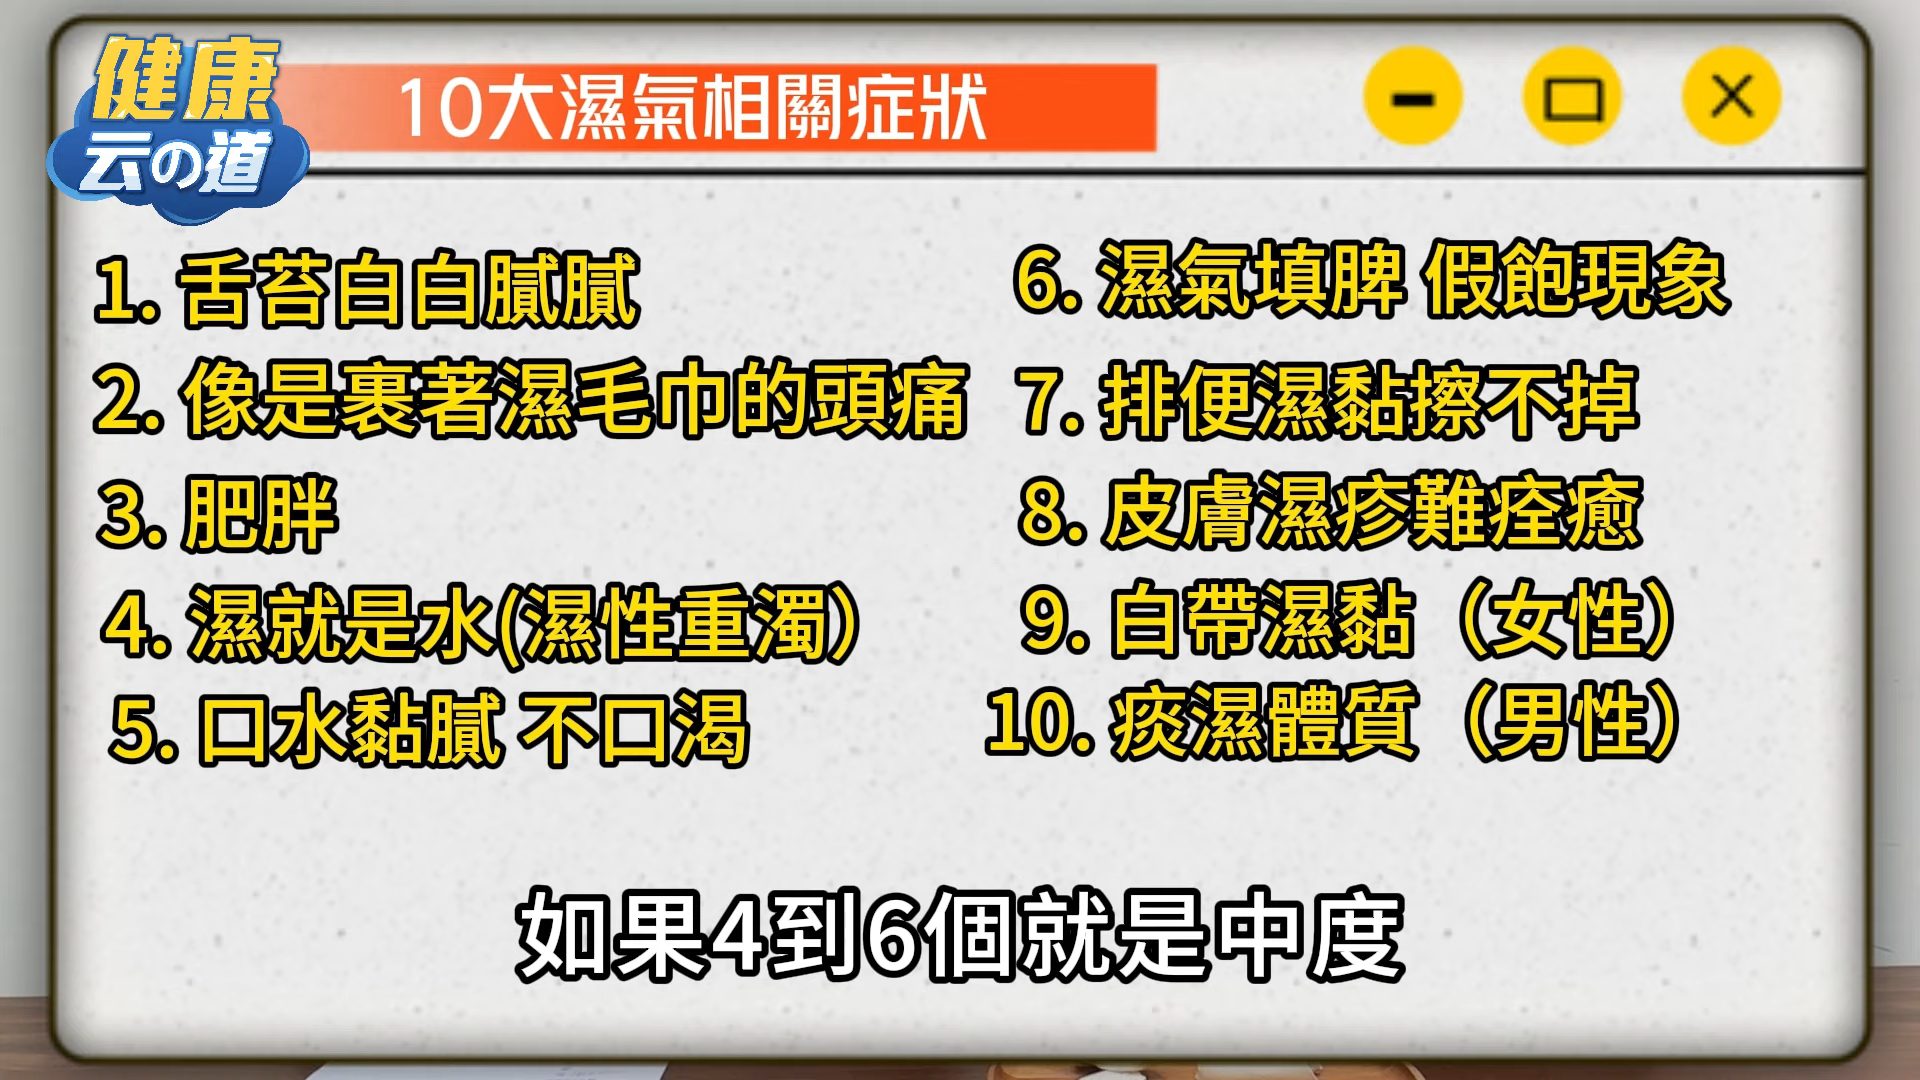 健康
云の道
10大濕氣相關症狀
1. 舌苔白白膩膩
2. 像是裹著濕毛巾的頭痛
3. 肥胖
4. 濕就是水(濕性重濁）
5. 口水黏膩 不口渴
6. 濕氣填脾 假飽現象
7. 排便濕黏擦不掉
8. 皮膚濕疹難痊癒
9. 白帶濕黏（女性）
10. 痰濕體質（男性）
如果4到6個就是中度